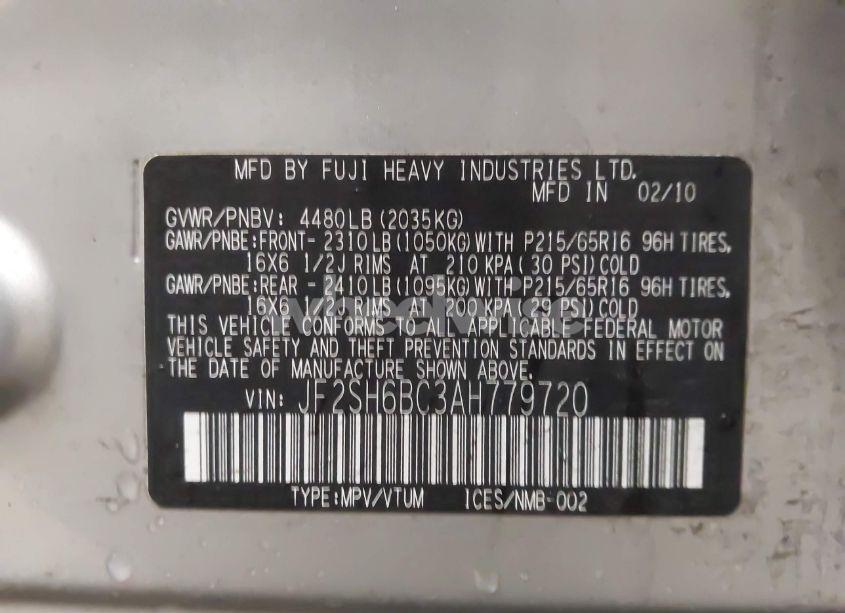 MFD BY FUJI HEAVY INDUSTRIES LTD.
MFD IN 02/10
GVWR/PNBV: 4480LB(2035KG)
GAWR/PNBE:FRONT- 2310LB(1050KG)WITH P215/65R16 96H TIRES,
16X6 1/2J RIMS AT 210KPA(30 PSI)COLD
GAWR/PNBE:REAR - 2410LB(1095KG)WITH P215/65R16 96H TIRES,
16X6 1/2J RIMS AT 200KPA(29 PSI)COLD
THIS VEHICLE CONFORMS TO ALL APPLICABLE FEDERAL MOTOR
VEHICLE SAFETY AND THEFT PREVENTION STANDARDS IN EFFECT ON
THE DATE OF MANUFACTURE SHOWN ABOVE.
VIN: JF2SH6BC3AH779720
TYPE:MPV/VTUM ICES/NMB-002